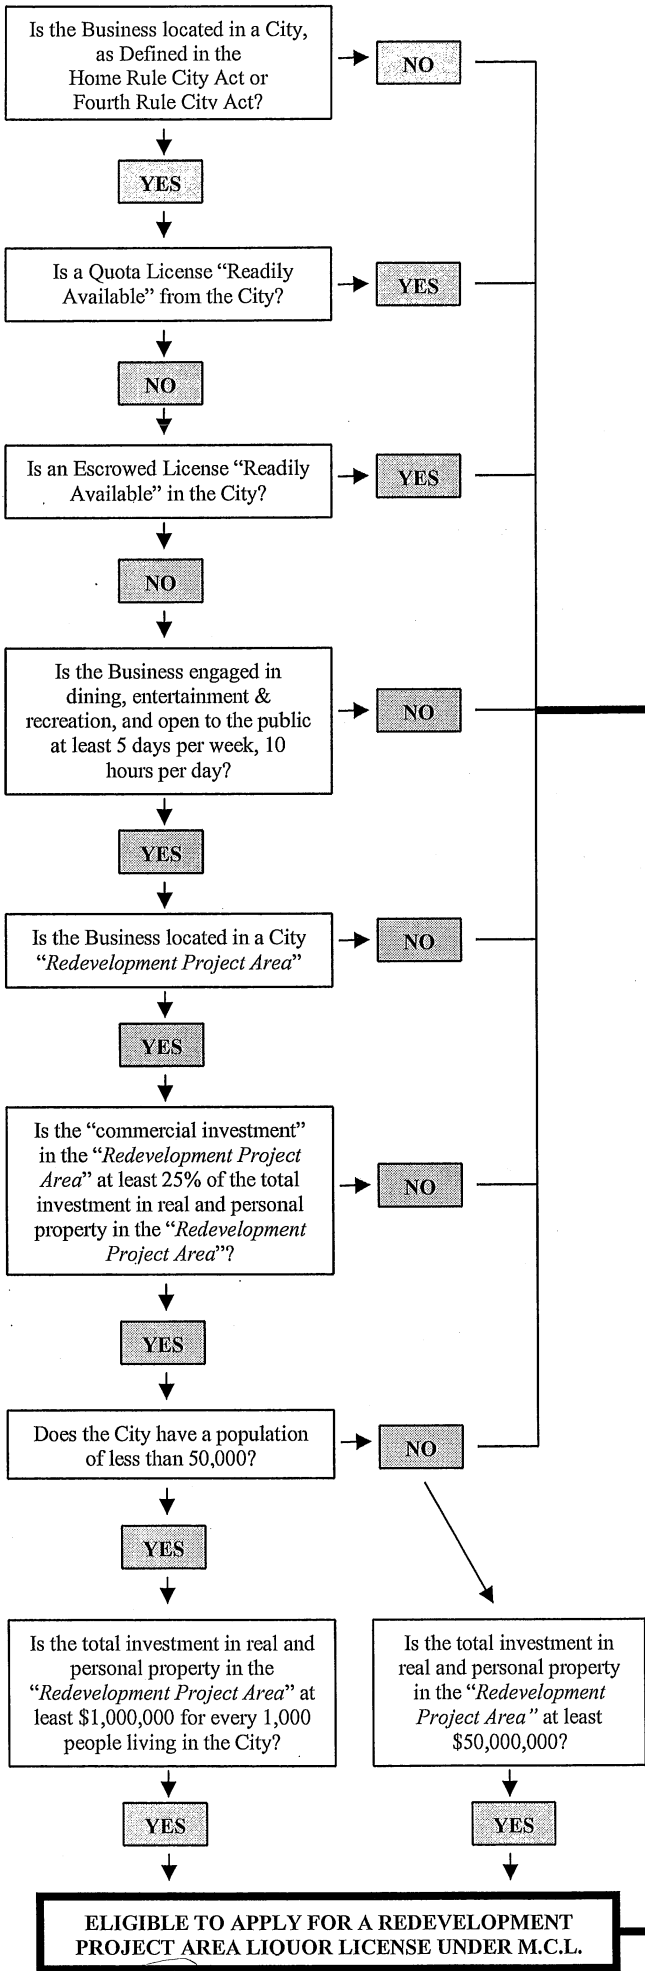 Is the Business located in a City,
as Defined in the
Home Rule City Act or
Fourth Rule City Act?
NO
YES
Is a Quota License “Readily
Available” from the City?
YES
NO
Is an Escrowed License “Readily
Available” in the City?
YES
NO
Is the Business engaged in
dining, entertainment &
recreation, and open to the public
at least 5 days per week, 10
hours per day?
NO
YES
Is the Business located in a City
“Redevelopment Project Area”
NO
YES
Is the “commercial investment”
in the “Redevelopment Project
Area” at least 25% of the total
investment in real and personal
property in the “Redevelopment
Project Area”?
NO
YES
Does the City have a population
of less than 50,000?
NO
YES
Is the total investment in real and
personal property in the
“Redevelopment Project Area” at
least $1,000,000 for every 1,000
people living in the City?
Is the total investment in
real and personal property
in the “Redevelopment
Project Area” at least
$50,000,000?
YES
YES
ELIGIBLE TO APPLY FOR A REDEVELOPMENT
PROJECT AREA LIQUOR LICENSE UNDER M.C.L.